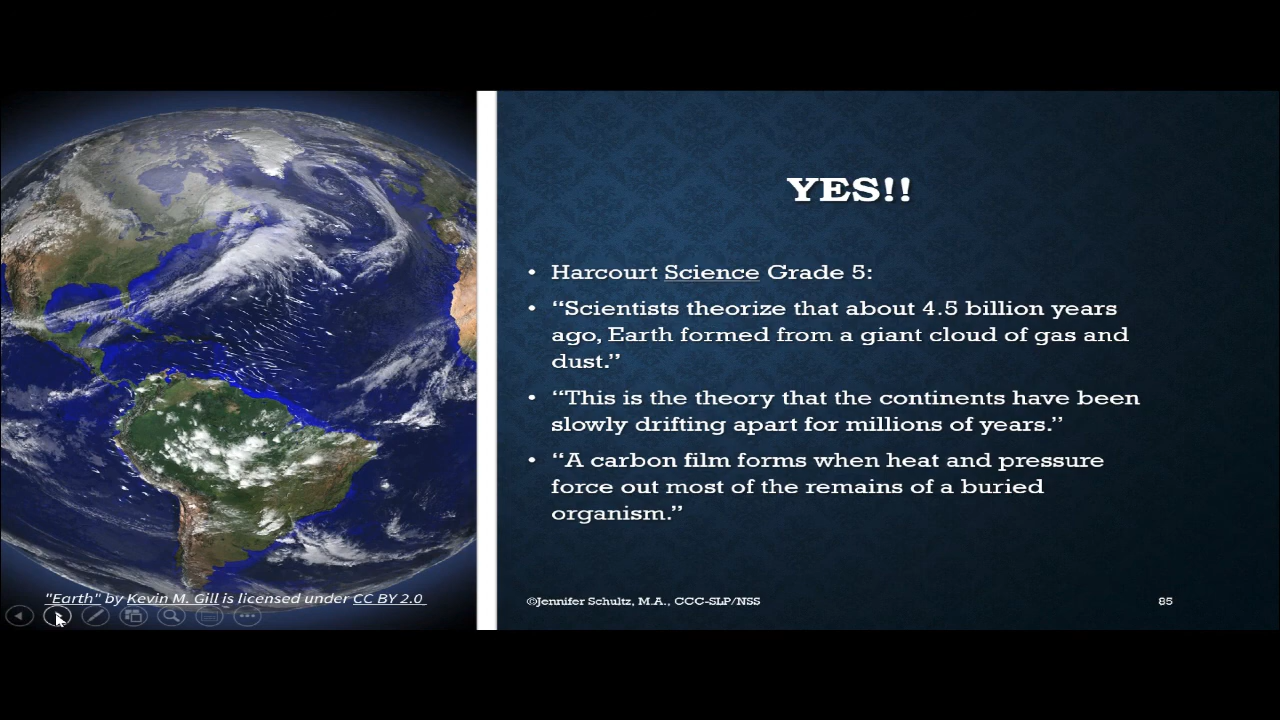 YES!!
• Harcourt Science Grade 5:
• “Scientists theorize that about 4.5 billion years
ago, Earth formed from a giant cloud of gas and
dust.”
• “This is the theory that the continents have been
slowly drifting apart for millions of years.”
• “A carbon film forms when heat and pressure
force out most of the remains of a buried
organism.”
"Earth" by Kevin M. Gill is licensed under CC BY 2.0
©Jennifer Schultz, M.A., CCC-SLP/NSS
85